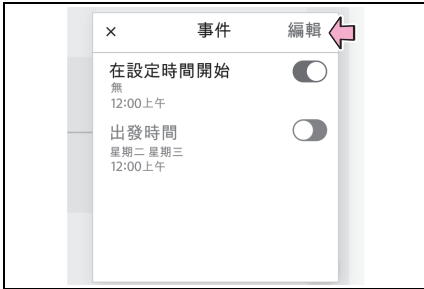 × 事件 編輯
在設定時間開始
無
12:00上午
出發時間
星期二 星期三
12:00上午